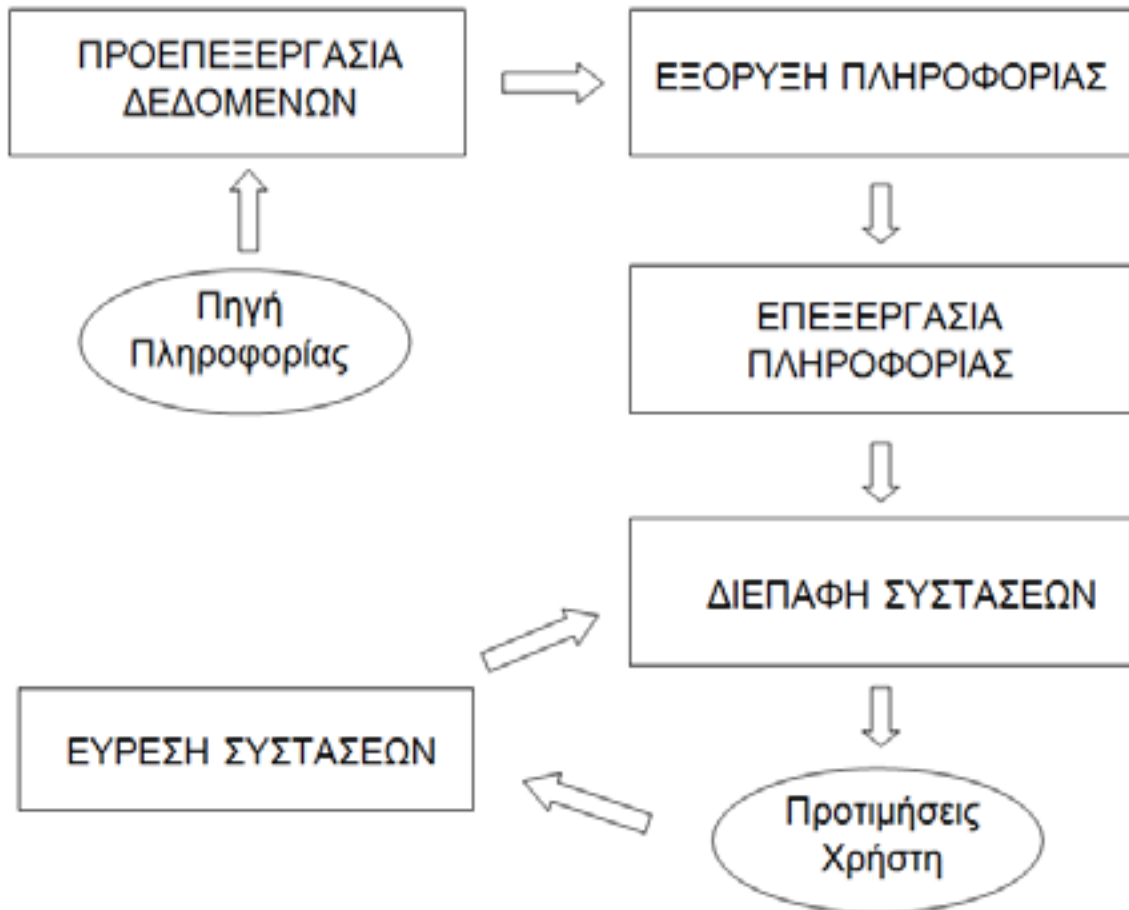 ΠΡΟΕΠΕΞΕΡΓΑΣΙΑ
ΔΕΔΟΜΕΝΩΝ
ΕΞΟΡΥΞΗ ΠΛΗΡΟΦΟΡΙΑΣ
Πηγή
Πληροφορίας
ΕΠΕΞΕΡΓΑΣΙΑ
ΠΛΗΡΟΦΟΡΙΑΣ
ΔΙΕΠΑΦΗ ΣΥΣΤΑΣΕΩΝ
ΕΥΡΕΣΗ ΣΥΣΤΑΣΕΩΝ
Προτιμήσεις
Χρήστη